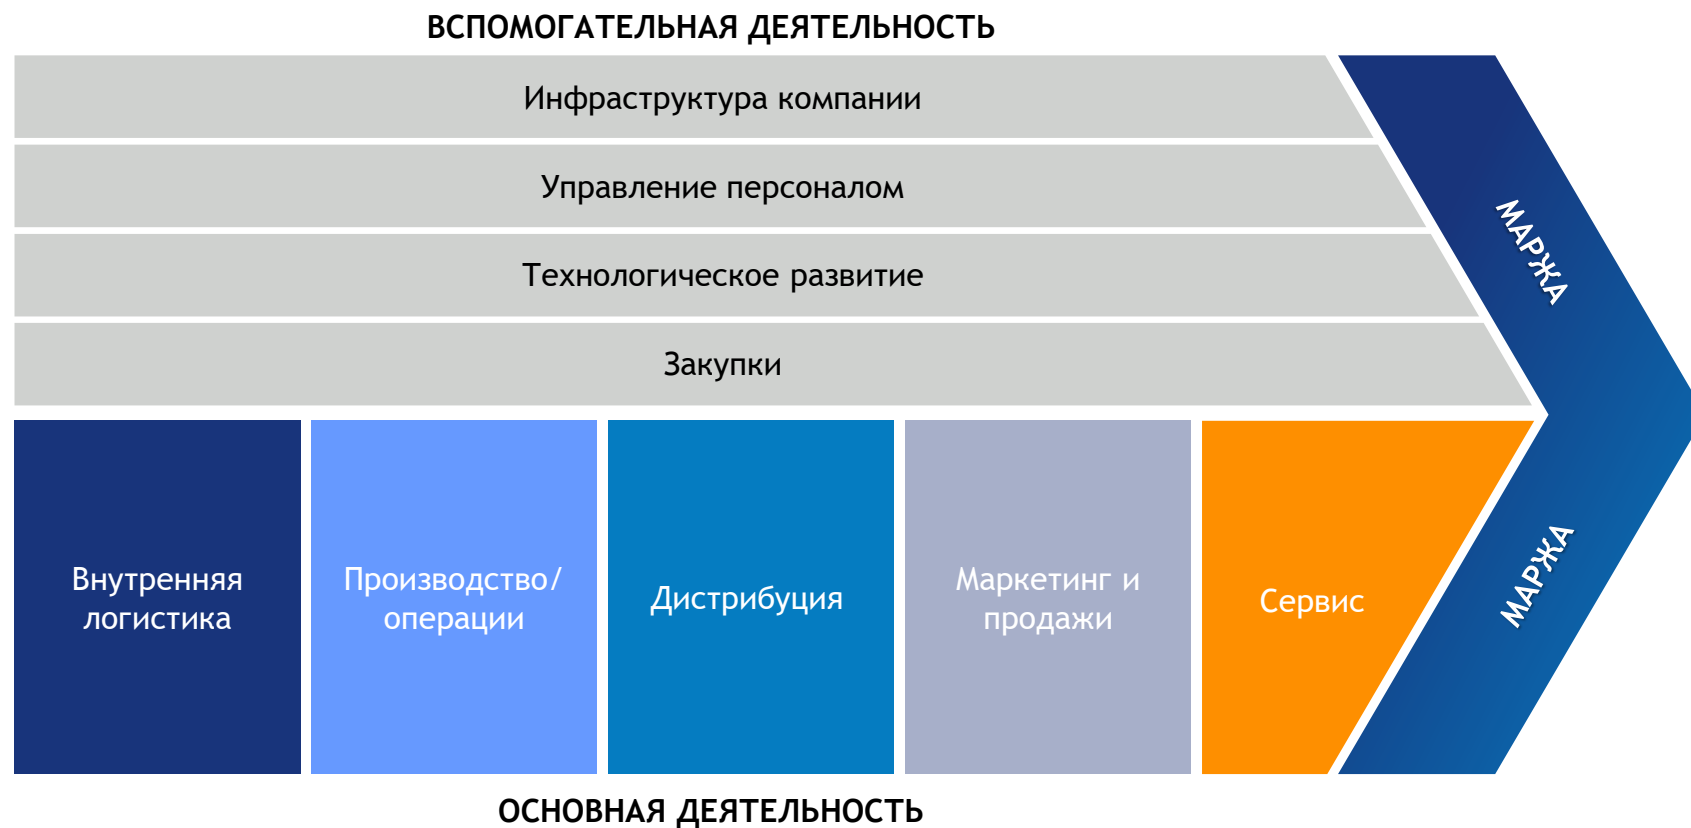 ВСПОМОГАТЕЛЬНАЯ ДЕЯТЕЛЬНОСТЬ
Инфраструктура компании
Управление персоналом
Технологическое развитие
Закупки
МАРЖА
Внутренняя
логистика
Производство/
операции
Дистрибуция
Маркетинг и
продажи
Сервис
МАРЖА
ОСНОВНАЯ ДЕЯТЕЛЬНОСТЬ